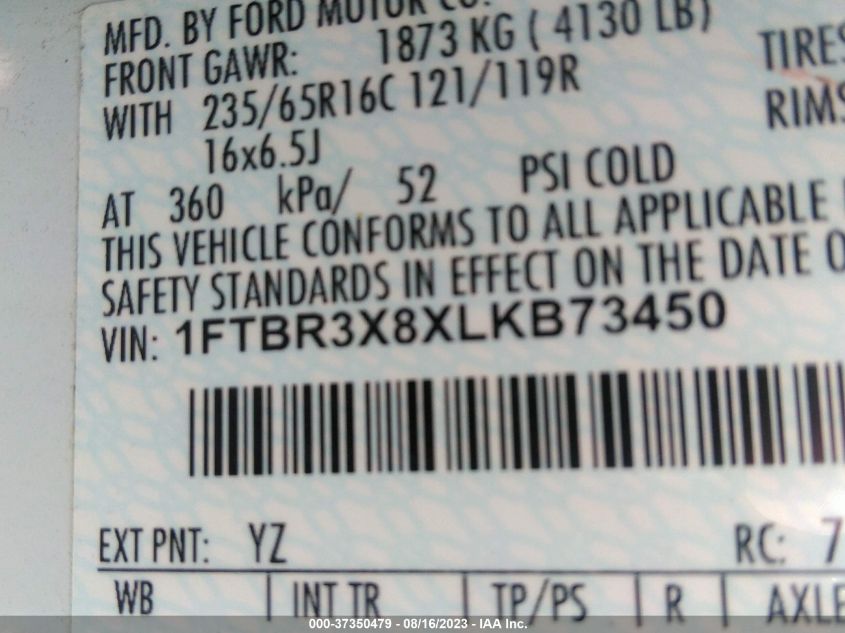 MFD. BY FORD MOTOR CO.
FRONT GAWR: 1873 KG ( 4130 LB)
TIRES
WITH 235/65R16C 121/119R
RIMS
16x6.5J
AT 360 kPa/ 52 PSI COLD
THIS VEHICLE CONFORMS TO ALL APPLICABLE
SAFETY STANDARDS IN EFFECT ON THE DATE O
VIN: 1FTBR3X8XLKB73450
EXT PNT: YZ RC: 7
WB INT TR TP/PS R AXLE
000-37350479 - 08/16/2023 - IAA Inc.